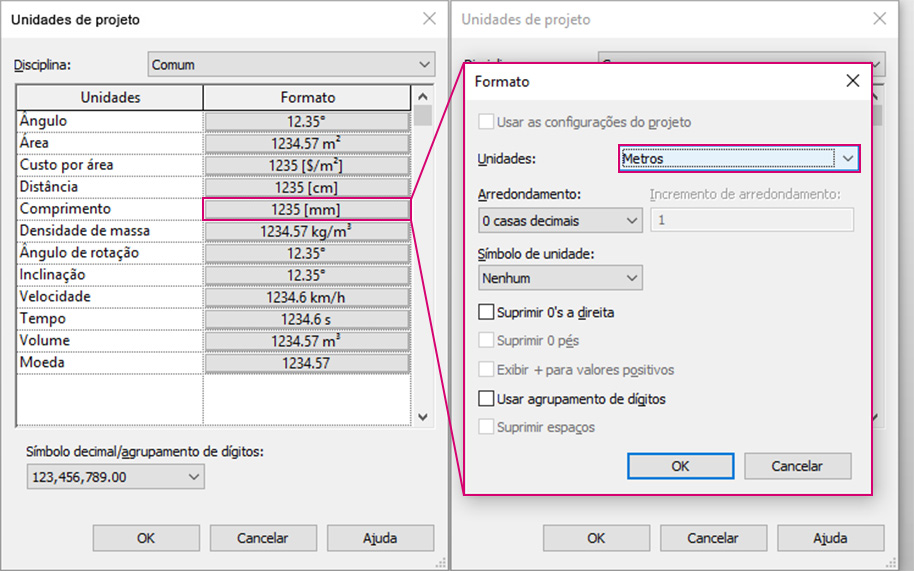 Unidades de projeto
Disciplina: Comum
Unidades Formato
Ângulo 12.35°
Área 1234.57 m²
Custo por área 1235 [$/m²]
Distância 1235 [cm]
Comprimento 1235 [mm]
Densidade de massa 1234.57 kg/m³
Ângulo de rotação 12.35°
Inclinação 12.35°
Velocidade 1234.6 km/h
Tempo 1234.6 s
Volume 1234.57 m³
Moeda 1234.57
Símbolo decimal/agrupamento de dígitos:
123,456,789.00
OK Cancelar Ajuda
Unidades de projeto
Formato
Usar as configurações do projeto
Unidades: Metros
Arredondamento: Incremento de arredondamento:
0 casas decimais 1
Símbolo de unidade:
Nenhum
Suprimir 0's a direita
Suprimir 0 pés
Exibir + para valores positivos
Usar agrupamento de dígitos
Suprimir espaços
OK Cancelar
OK Cancelar Ajuda